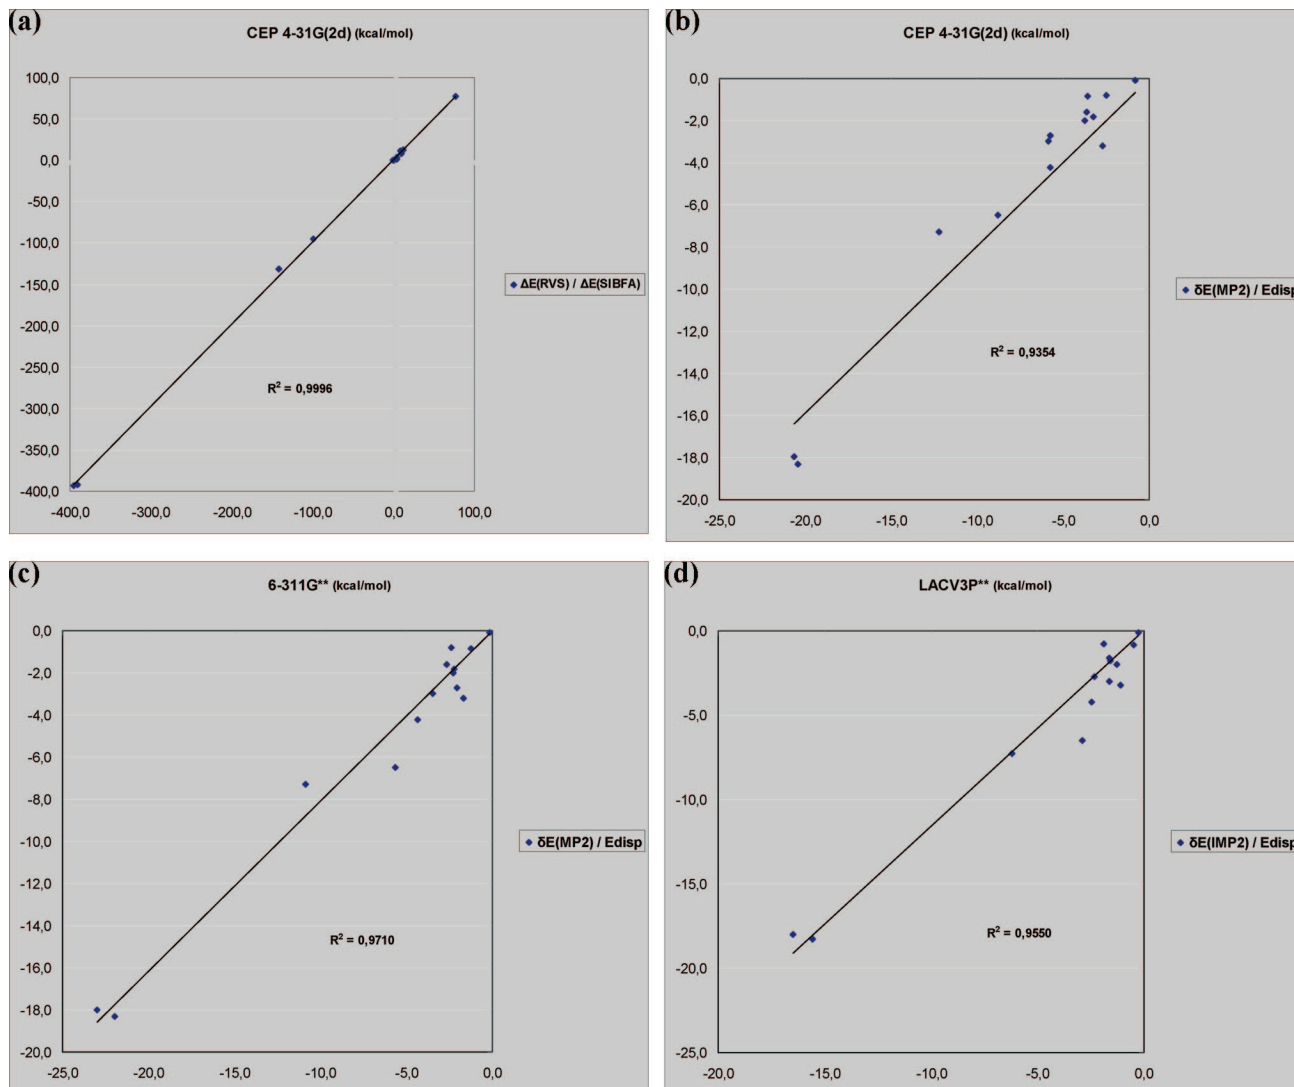 (a)
CEP 4-31G(2d) (kcal/mol)
100,0
50,0
0,0
-50,0
-100,0
-150,0
-200,0
-250,0
-300,0
-350,0
-400,0
-400,0 -300,0 -200,0 -100,0 0,0 100,0
R² = 0,9996
ΔE(RVS) / ΔE(SIBFA)
(b)
CEP 4-31G(2d) (kcal/mol)
0,0
-2,0
-4,0
-6,0
-8,0
-10,0
-12,0
-14,0
-16,0
-18,0
-20,0
-25,0 -20,0 -15,0 -10,0 -5,0 0,0
R² = 0,9354
δE(MP2) / Edisp
(c)
6-311G** (kcal/mol)
0,0
-2,0
-4,0
-6,0
-8,0
-10,0
-12,0
-14,0
-16,0
-18,0
-20,0
-25,0 -20,0 -15,0 -10,0 -5,0 0,0
R² = 0,9710
δE(MP2) / Edisp
(d)
LACV3P** (kcal/mol)
0,0
-5,0
-10,0
-15,0
-20,0
-25,0
-20,0 -15,0 -10,0 -5,0 0,0
R² = 0,9550
δE(lMP2) / Edisp